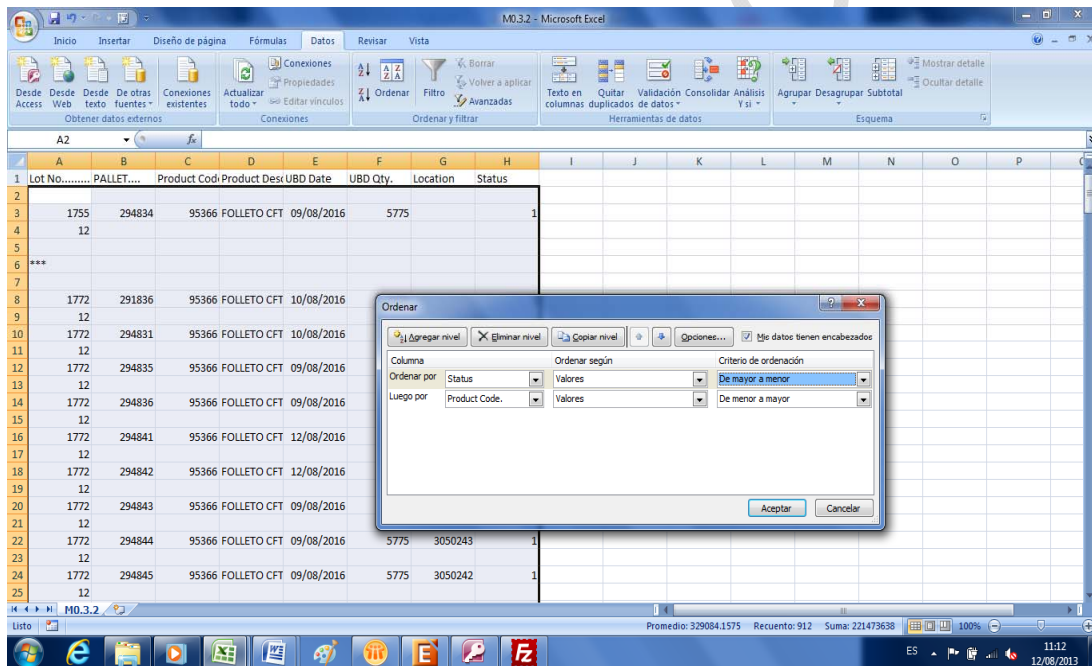 M0.3.2 - Microsoft Excel
Inicio Insertar Diseño de página Fórmulas Datos Revisar Vista
Desde Access Desde Web Desde texto De otras fuentes Conexiones existentes Actualizar todo Conexiones Propiedades Editar vínculos Ordenar Filtro Borrar Volver a aplicar Avanzadas Texto en columnas Quitar duplicados Validación de datos Consolidar Análisis Y si Agrupar Desagrupar Subtotal Mostrar detalle Ocultar detalle
Obtener datos externos Conexiones Ordenar y filtrar Herramientas de datos Esquema
A2 fx
A B C D E F G H I J K L M N O P
1 Lot No......... PALLET.... Product Cod Product Desc UBD Date UBD Qty. Location Status
2
3 1755 294834 95366 FOLLETO CFT 09/08/2016 5775 1
4 12
5
6 ***
7
8 1772 291836 95366 FOLLETO CFT 10/08/2016
9 12
10 1772 294831 95366 FOLLETO CFT 10/08/2016
11 12
12 1772 294835 95366 FOLLETO CFT 09/08/2016
13 12
14 1772 294836 95366 FOLLETO CFT 09/08/2016
15 12
16 1772 294841 95366 FOLLETO CFT 12/08/2016
17 12
18 1772 294842 95366 FOLLETO CFT 12/08/2016
19 12
20 1772 294843 95366 FOLLETO CFT 09/08/2016
21 12
22 1772 294844 95366 FOLLETO CFT 09/08/2016 5775 3050243 1
23 12
24 1772 294845 95366 FOLLETO CFT 09/08/2016 5775 3050242 1
25 12
Ordenar
Agregar nivel Eliminar nivel Copiar nivel Opciones... Mis datos tienen encabezados
Columna Ordenar según Criterio de ordenación
Ordenar por Status Valores De mayor a menor
Luego por Product Code. Valores De menor a mayor
Aceptar Cancelar
M0.3.2
Listo Promedio: 329084.1575 Recuento: 912 Suma: 221473638 100%
ES 11:12
12/08/2013